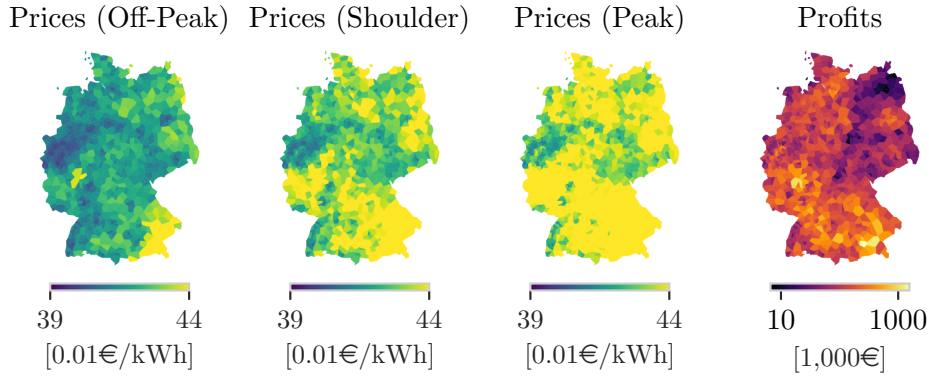 Prices (Off-Peak) Prices (Shoulder) Prices (Peak) Profits
39 44 39 44 39 44 10 1000
[0.01€/kWh] [0.01€/kWh] [0.01€/kWh] [1,000€]